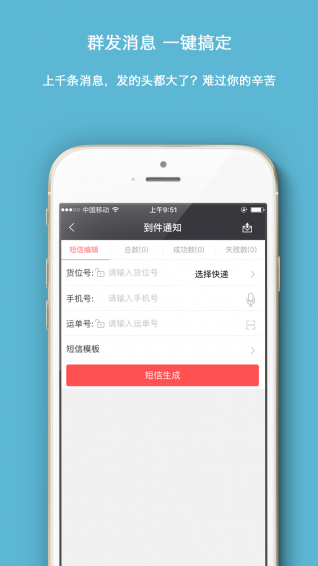 群发消息 一键搞定
上千条消息，发的头都大了？难过你的辛苦
中国移动 上午9:51
到件通知
短信编辑 总数(0) 成功数(0) 失败数(0)
货位号: 请输入货位号 选择快递
手机号: 请输入手机号
运单号: 请输入运单号
短信模板
短信生成